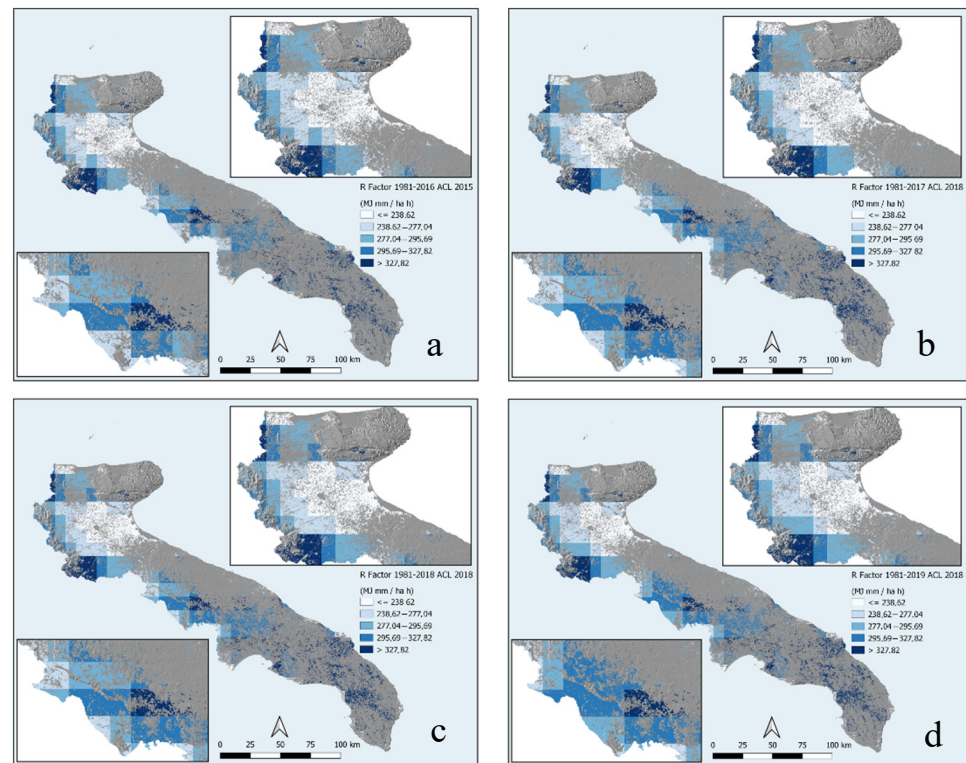 R Factor 1981-2016 ACL 2015
(MJ mm / ha h)
<= 238.62
238.62–277.04
277.04–295.69
295.69–327.82
> 327.82
0 25 50 75 100 km
a
R Factor 1981-2017 ACL 2018
(MJ mm / ha h)
<= 238.62
238.62–277.04
277.04–295.69
295.69–327.82
> 327.82
0 25 50 75 100 km
b
R Factor 1981-2018 ACL 2018
(MJ mm / ha h)
<= 238.62
238.62–277.04
277.04–295.69
295.69–327.82
> 327.82
0 25 50 75 100 km
c
R Factor 1981-2019 ACL 2018
(MJ mm / ha h)
<= 238.62
238.62–277.04
277.04–295.69
295.69–327.82
> 327.82
0 25 50 75 100 km
d